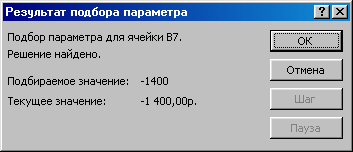 Результат подбора параметра
Подбор параметра для ячейки B7.
Решение найдено.
Подбираемое значение: -1400
Текущее значение: -1 400,00р.
ОК
Отмена
Шаг
Пауза